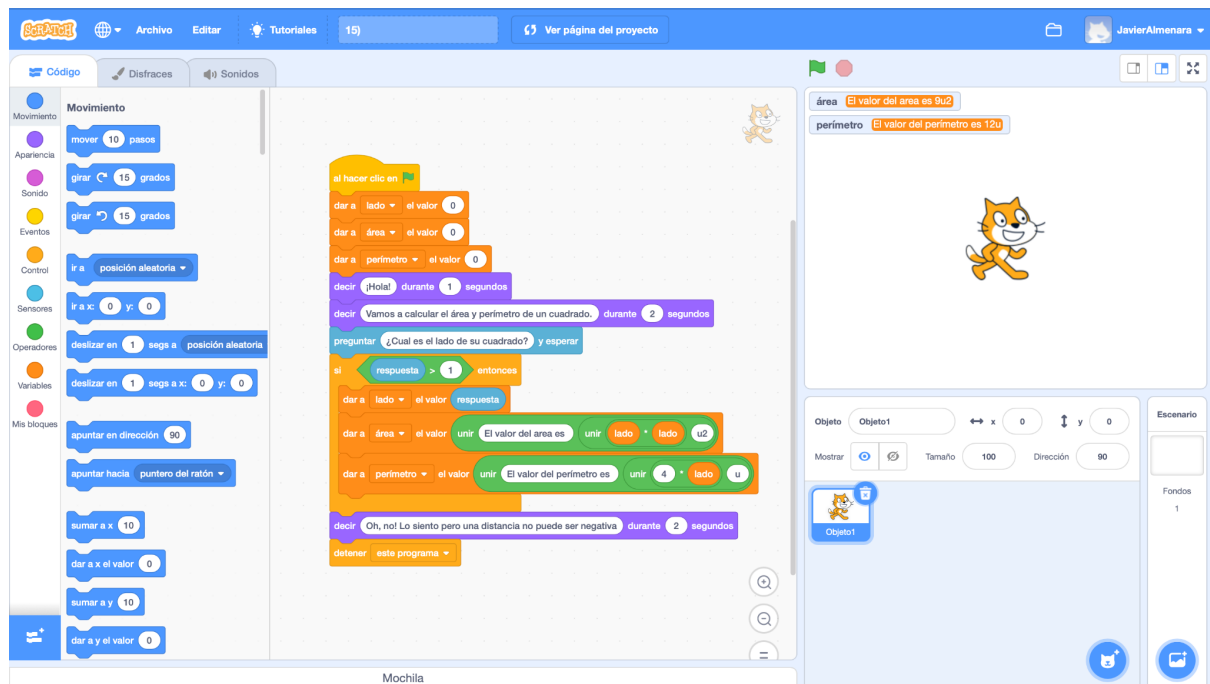 SCRATCH Archivo Editar Tutoriales 15) Ver página del proyecto JavierAlmenara
Código Disfraces Sonidos
Movimiento
Apariencia
Sonido
Eventos
Control
Sensores
Operadores
Variables
Mis bloques
Movimiento
mover 10 pasos
girar 15 grados
girar 15 grados
ir a posición aleatoria
ir a x: 0 y: 0
deslizar en 1 segs a posición aleatoria
deslizar en 1 segs a x: 0 y: 0
apuntar en dirección 90
apuntar hacia puntero del ratón
sumar a x 10
dar a x el valor 0
sumar a y 10
dar a y el valor 0
al hacer clic en
dar a lado el valor 0
dar a área el valor 0
dar a perímetro el valor 0
decir ¡Hola! durante 1 segundos
decir Vamos a calcular el área y perímetro de un cuadrado. durante 2 segundos
preguntar ¿Cual es el lado de su cuadrado? y esperar
si respuesta > 1 entonces
dar a lado el valor respuesta
dar a área el valor unir El valor del area es unir lado * lado u2
dar a perímetro el valor unir El valor del perímetro es unir 4 * lado u
decir Oh, no! Lo siento pero una distancia no puede ser negativa durante 2 segundos
detener este programa
Mochila
área El valor del area es 9u2
perímetro El valor del perímetro es 12u
Objeto Objeto1 x 0 y 0
Mostrar Tamaño 100 Dirección 90
Objeto1
Escenario
Fondos
1